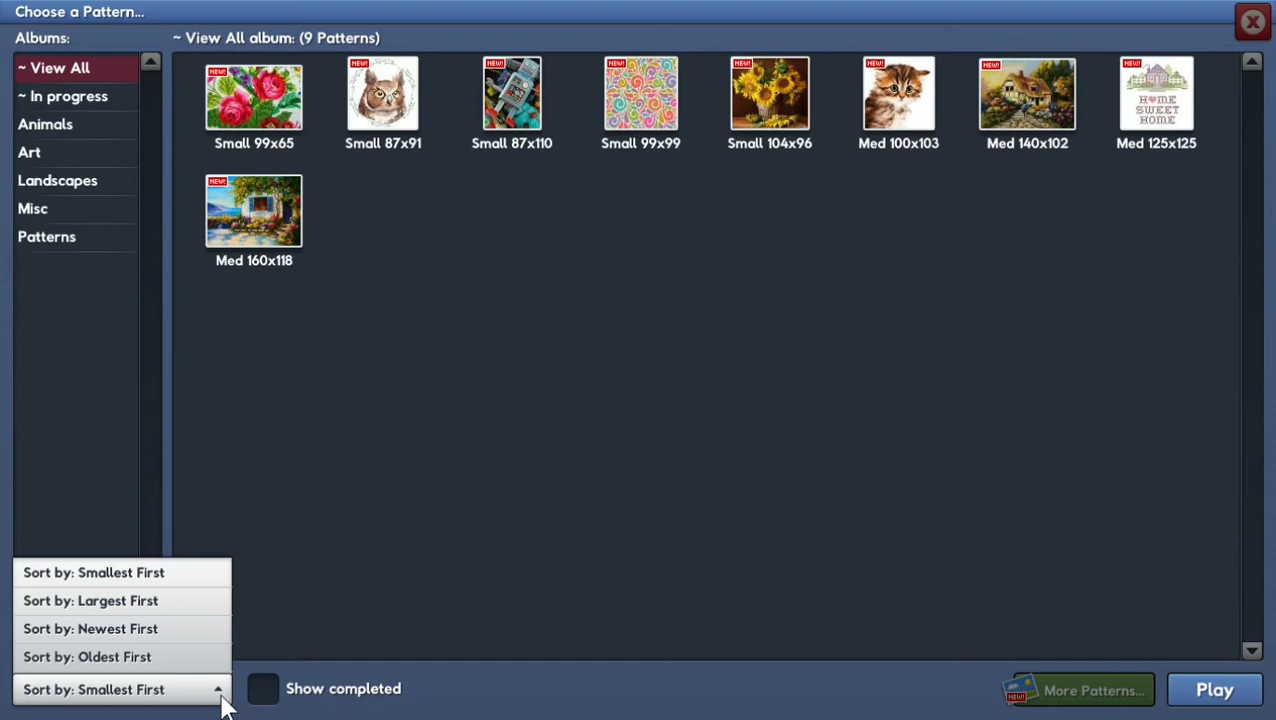 Choose a Pattern...
Albums:
~ View All album: (9 Patterns)
~ View All
~ In progress
Animals
Art
Landscapes
Misc
Patterns
NEW! NEW! NEW! NEW! NEW! NEW! NEW! NEW!
HOME
SWEET
HOME
Small 99x65 Small 87x91 Small 87x110 Small 99x99 Small 104x96 Med 100x103 Med 140x102 Med 125x125
NEW!
Med 160x118
Sort by: Smallest First
Sort by: Largest First
Sort by: Newest First
Sort by: Oldest First
Sort by: Smallest First
Show completed
NEW! More Patterns...
Play